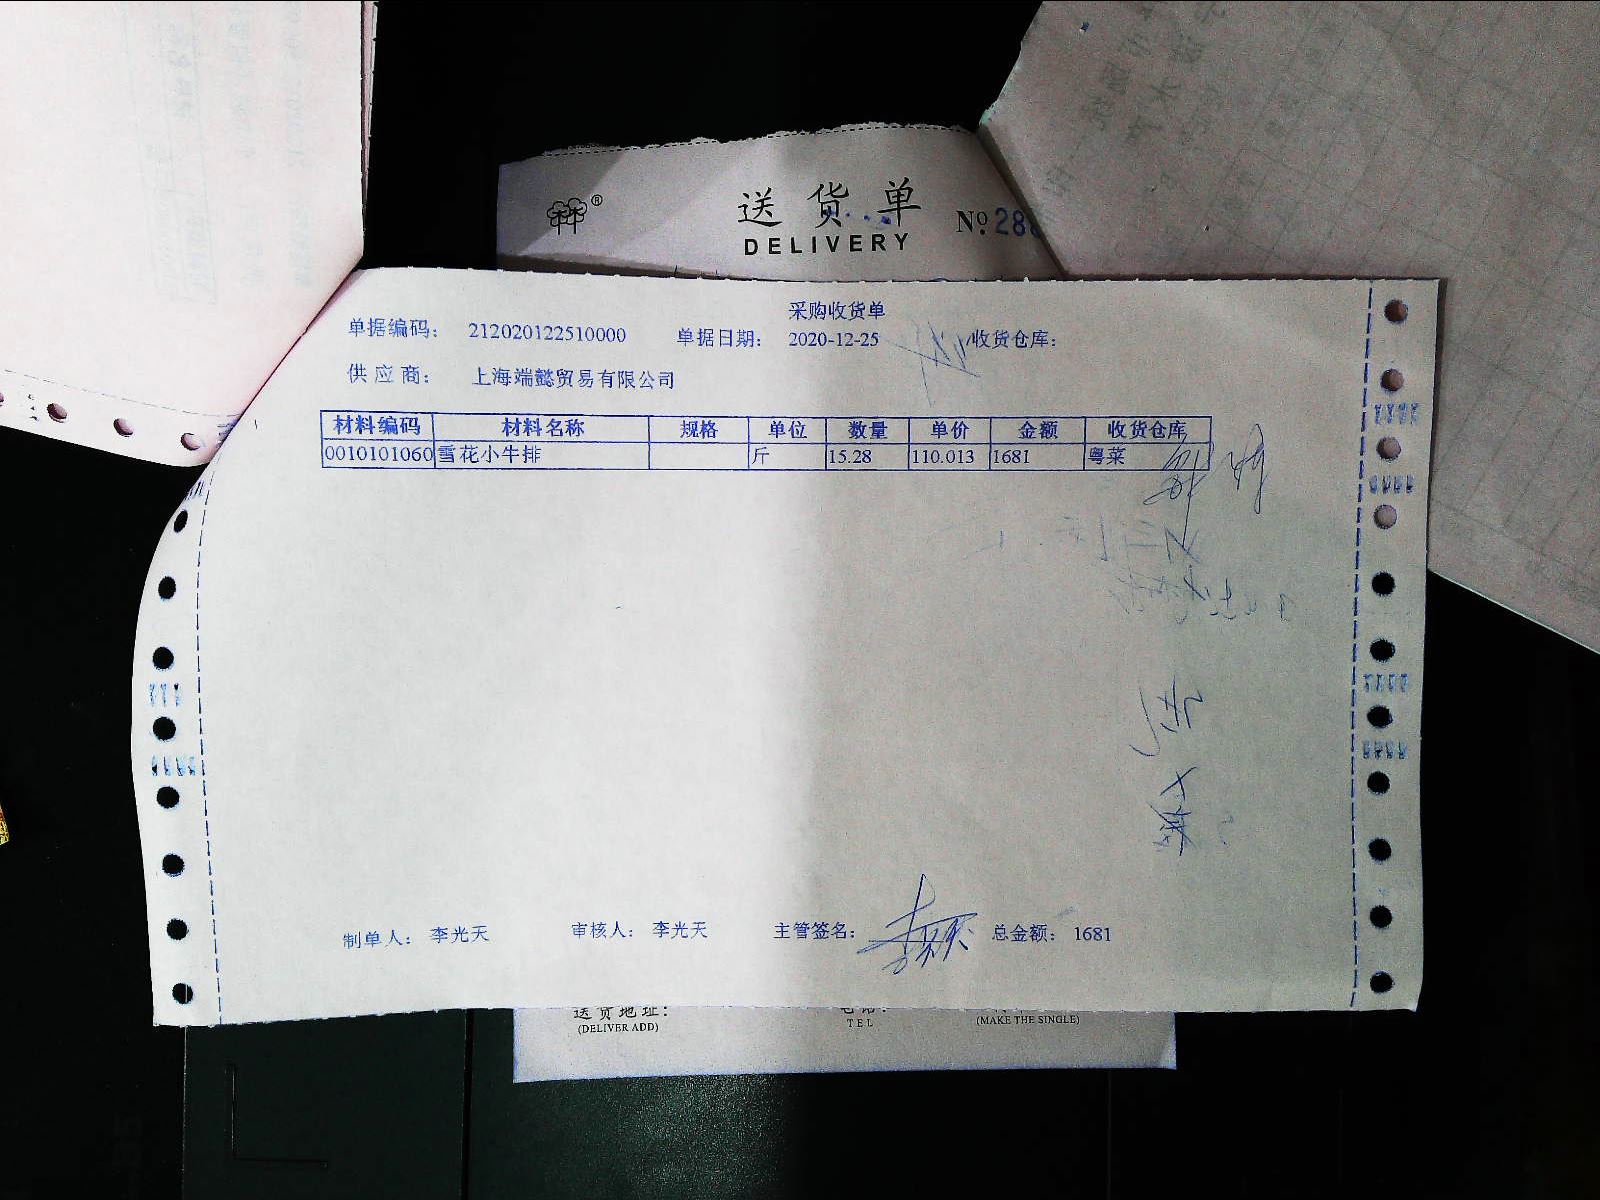 送货单
DELIVERY
№ 28
采购收货单
单据编码： 212020122510000 单据日期： 2020-12-25 收货仓库：
供应商： 上海端懿贸易有限公司
材料编码 材料名称 规格 单位 数量 单价 金额 收货仓库
0010101060 雪花小牛排 斤 15.28 110.013 1681 粤菜
制单人： 李光天 审核人： 李光天 主管签名： 总金额： 1681
送货地址：
(DELIVER ADD) TEL (MAKE THE SINGLE)